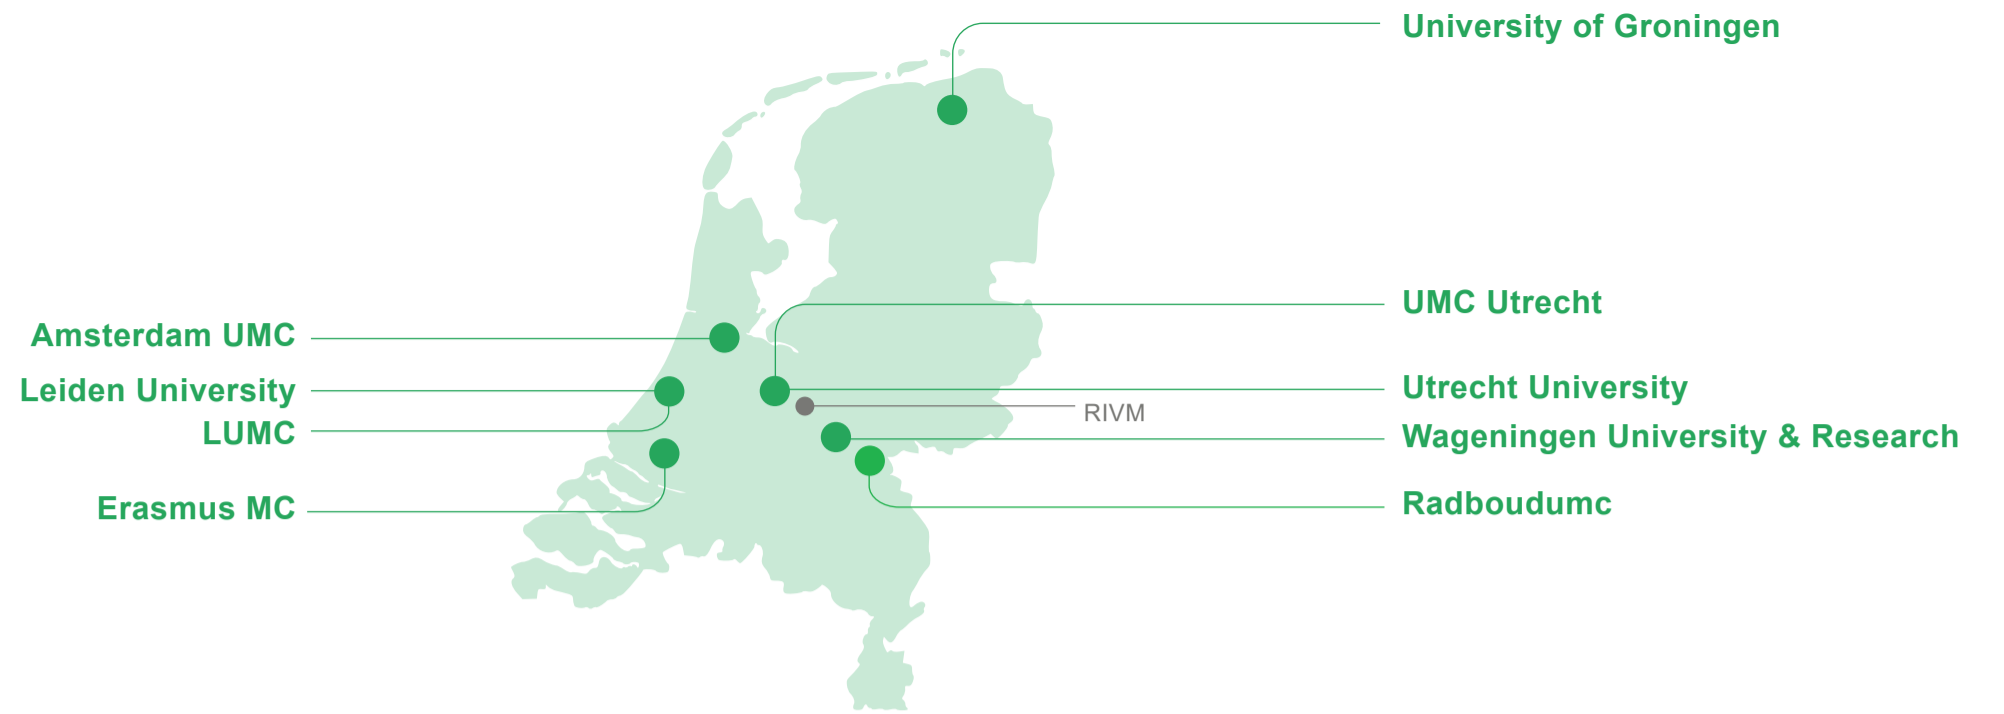 University of Groningen
UMC Utrecht
Amsterdam UMC
Leiden University
Utrecht University
RIVM
LUMC
Wageningen University & Research
Erasmus MC
Radboudumc